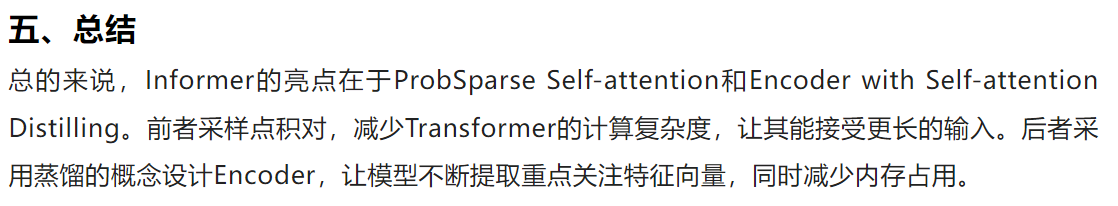 五、总结
总的来说，Informer的亮点在于ProbSparse Self-attention和Encoder with Self-attention
Distilling。前者采样点积对，减少Transformer的计算复杂度，让其能接受更长的输入。后者采
用蒸馏的概念设计Encoder，让模型不断提取重点关注特征向量，同时减少内存占用。